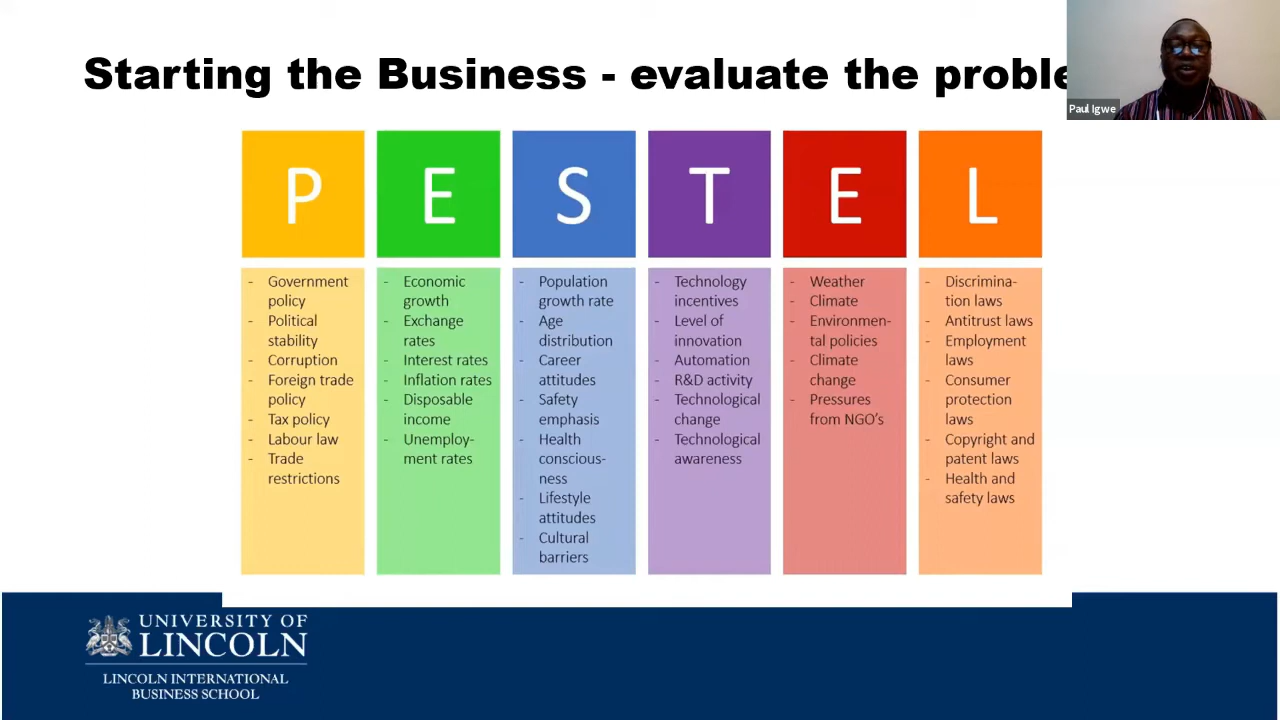 Starting the Business - evaluate the proble
Paul Igwe
P
- Government
policy
- Political
stability
- Corruption
- Foreign trade
policy
- Tax policy
- Labour law
- Trade
restrictions
E
- Economic
growth
- Exchange
rates
- Interest rates
- Inflation rates
- Disposable
income
- Unemploy-
ment rates
S
- Population
growth rate
- Age
distribution
- Career
attitudes
- Safety
emphasis
- Health
conscious-
ness
- Lifestyle
attitudes
- Cultural
barriers
T
- Technology
incentives
- Level of
innovation
- Automation
- R&D activity
- Technological
change
- Technological
awareness
E
- Weather
- Climate
- Environmen-
tal policies
- Climate
change
- Pressures
from NGO's
L
- Discrimina-
tion laws
- Antitrust laws
- Employment
laws
- Consumer
protection
laws
- Copyright and
patent laws
- Health and
safety laws
UNIVERSITY OF
LINCOLN
LINCOLN INTERNATIONAL
BUSINESS SCHOOL